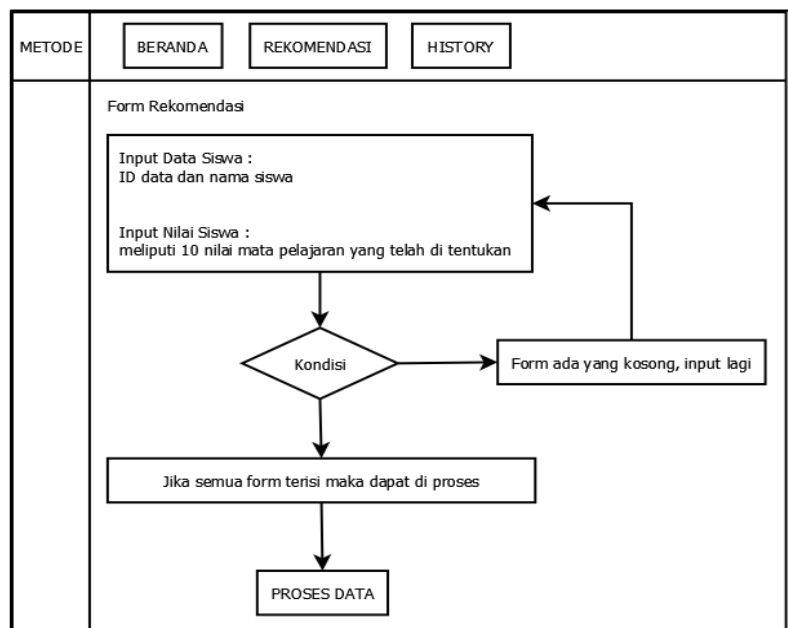 METODE
BERANDA
REKOMENDASI
HISTORY
Form Rekomendasi
Input Data Siswa :
ID data dan nama siswa
Input Nilai Siswa :
meliputi 10 nilai mata pelajaran yang telah di tentukan
Kondisi
Form ada yang kosong, input lagi
Jika semua form terisi maka dapat di proses
PROSES DATA